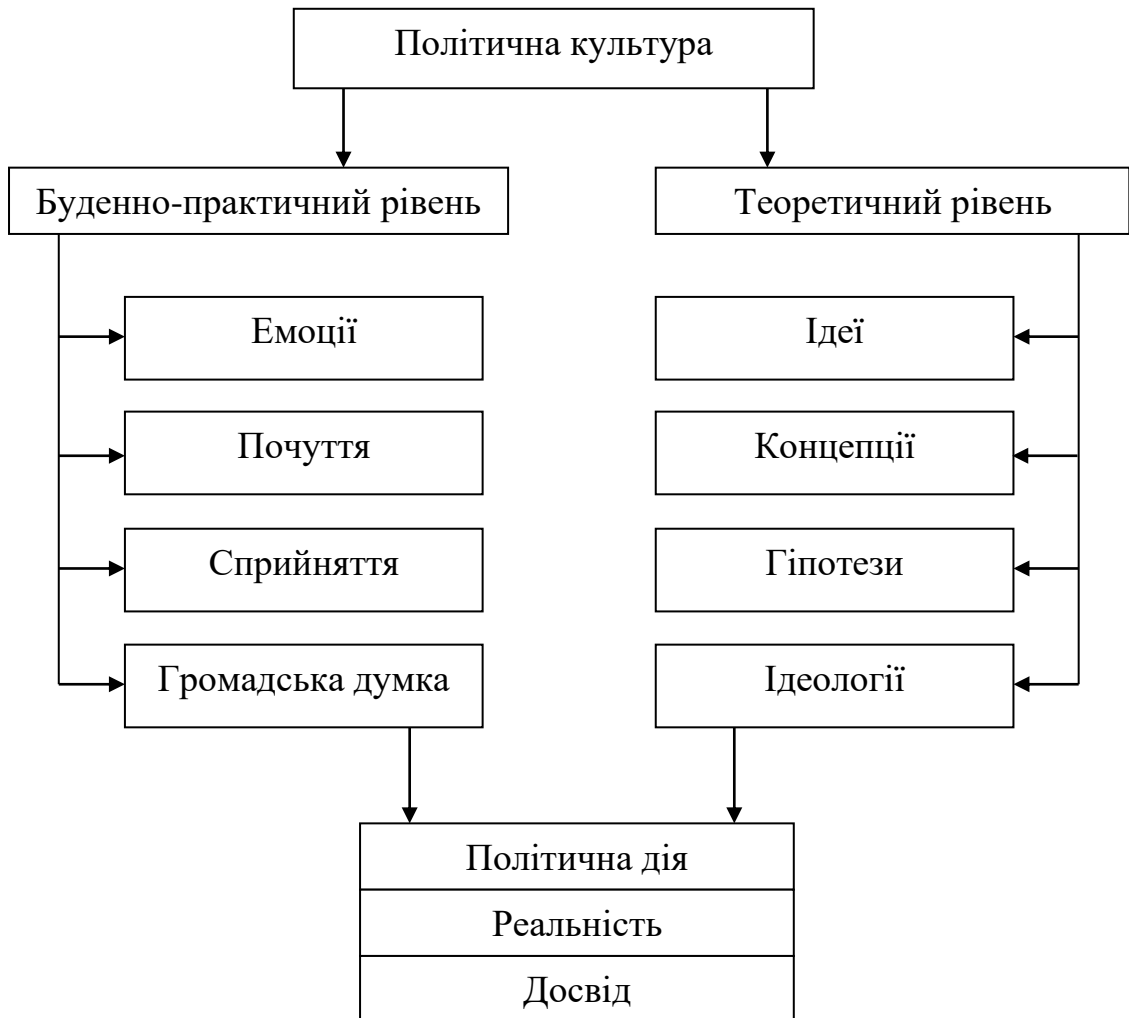 Політична культура
Буденно-практичний рівень
Теоретичний рівень
Емоції
Ідеї
Почуття
Концепції
Сприйняття
Гіпотези
Громадська думка
Ідеології
Політична дія
Реальність
Досвід